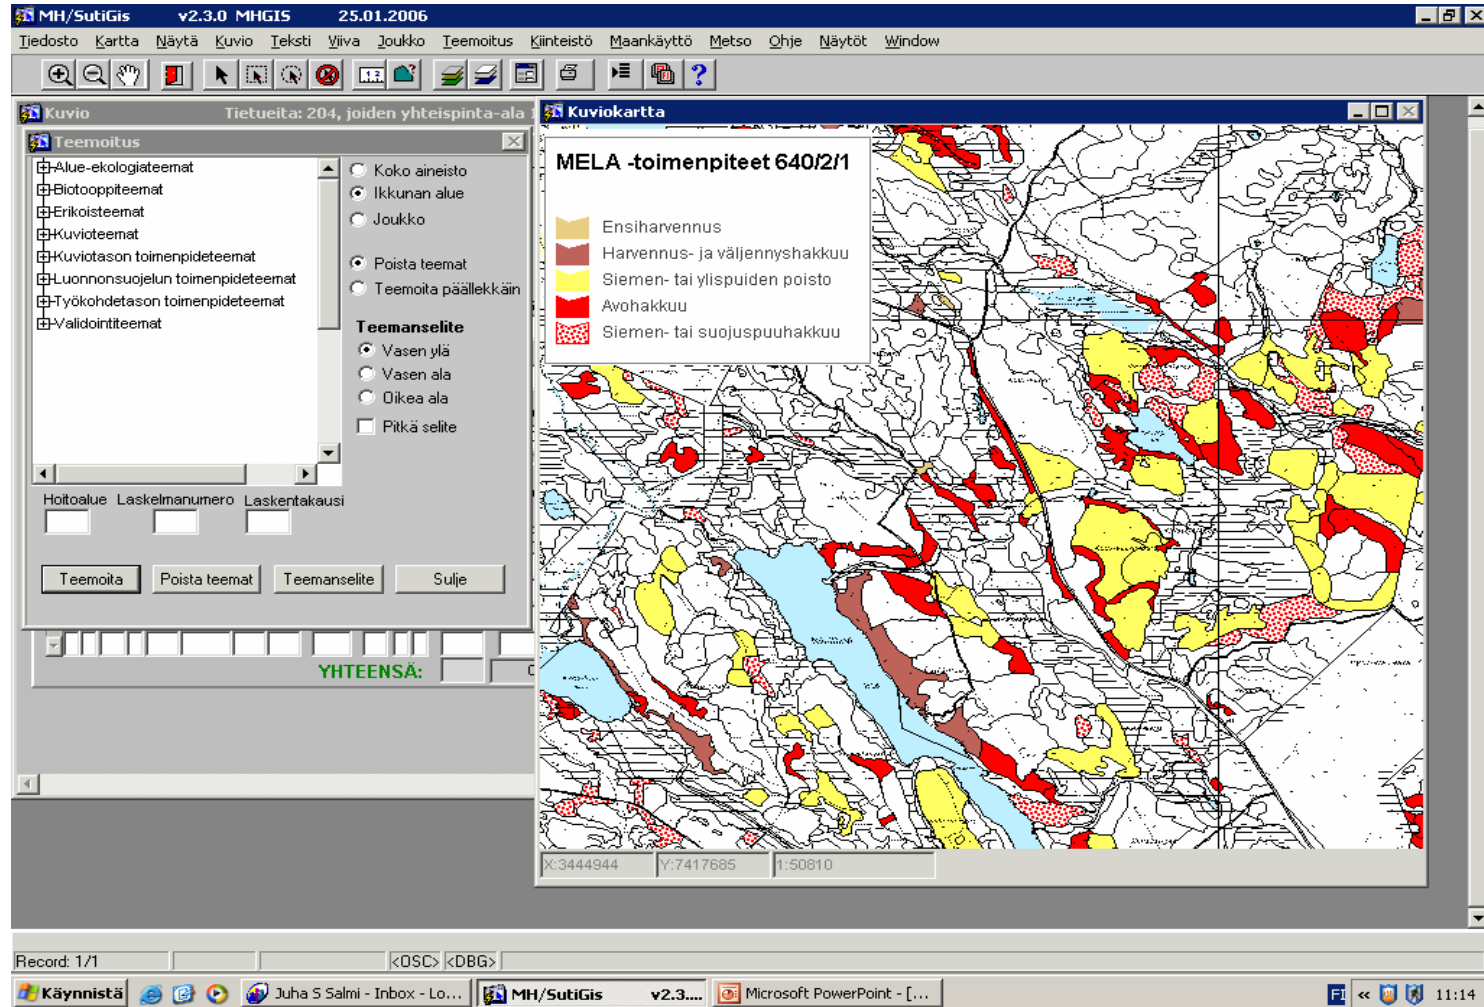 MH/SutiGis v2.3.0 MHGIS 25.01.2006
Tiedosto Kartta Näytä Kuvio Teksti Viiva Joukko Teemoitus Kiinteistö Maankäyttö Metso Ohje Näytöt Window
Kuvio Tietueita: 204, joiden yhteispinta-ala
Teemoitus
Alue-ekologiateemat
Biotooppiteemat
Erikoisteemat
Kuvioteemat
Kuviotason toimenpideteemat
Luonnonsuojelun toimenpideteemat
Työkohdetason toimenpideteemat
Validointiteemat
Koko aineisto
Ikkunan alue
Joukko
Poista teemat
Teemoita päällekkäin
Teemanselite
Vasen ylä
Vasen ala
Oikea ala
Pitkä selite
Hoitoalue Laskelmanumero Laskentakausi
Teemoita Poista teemat Teemanselite Sulje
YHTEENSÄ:
Kuviokartta
MELA -toimenpiteet 640/2/1
Ensiharvennus
Harvennus- ja väljennyshakkuu
Siemen- tai ylispuiden poisto
Avohakkuu
Siemen- tai suojuspuuhakkuu
X:3444944 Y:7417685 1:50810
Record: 1/1 <OSC> <DBG>
Käynnistä Juha S Salmi - Inbox - Lo... MH/SutiGis v2.3.... Microsoft PowerPoint - [... FI « 11:14